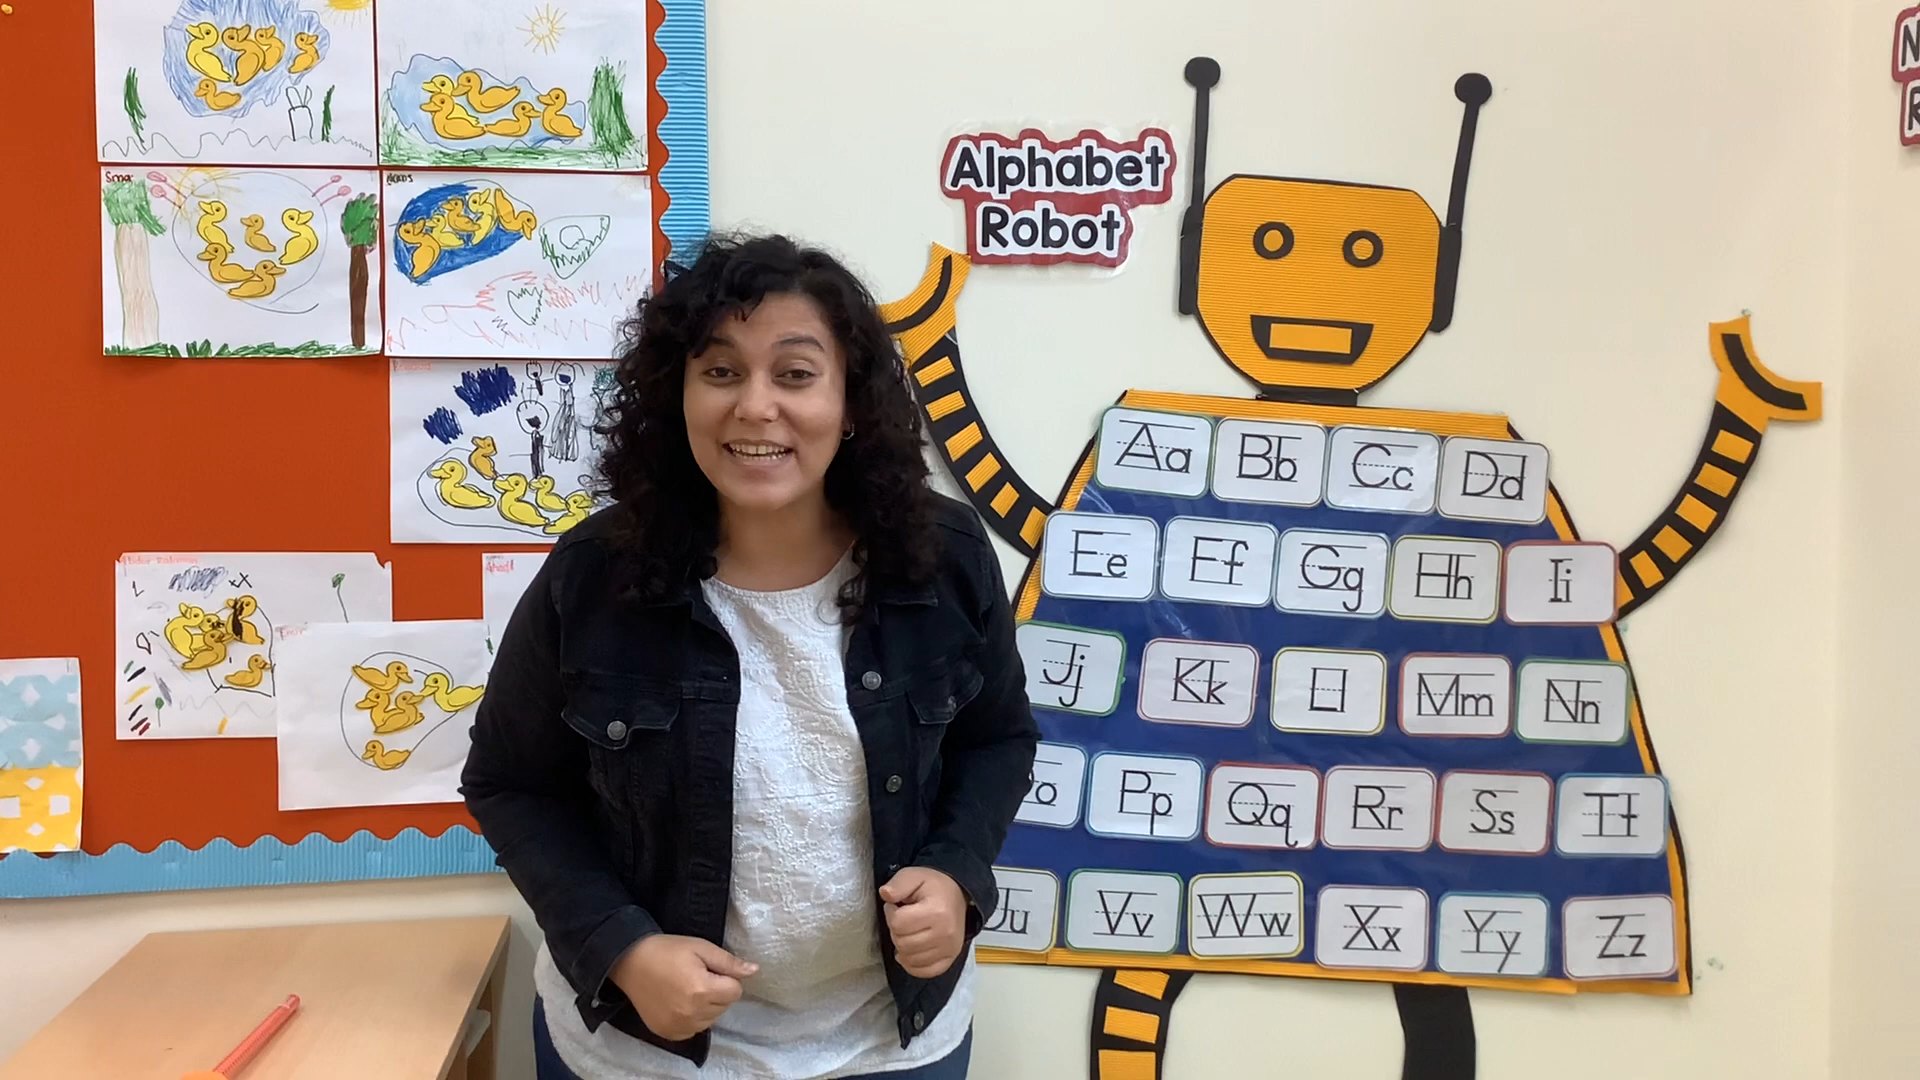 Alphabet
Robot
Aa Bb Cc Dd
Ee Ff Gg Hh Ii
Jj Kk Ll Mm Nn
o Pp Qq Rr Ss Tt
Uu Vv Ww Xx Yy Zz
N
R